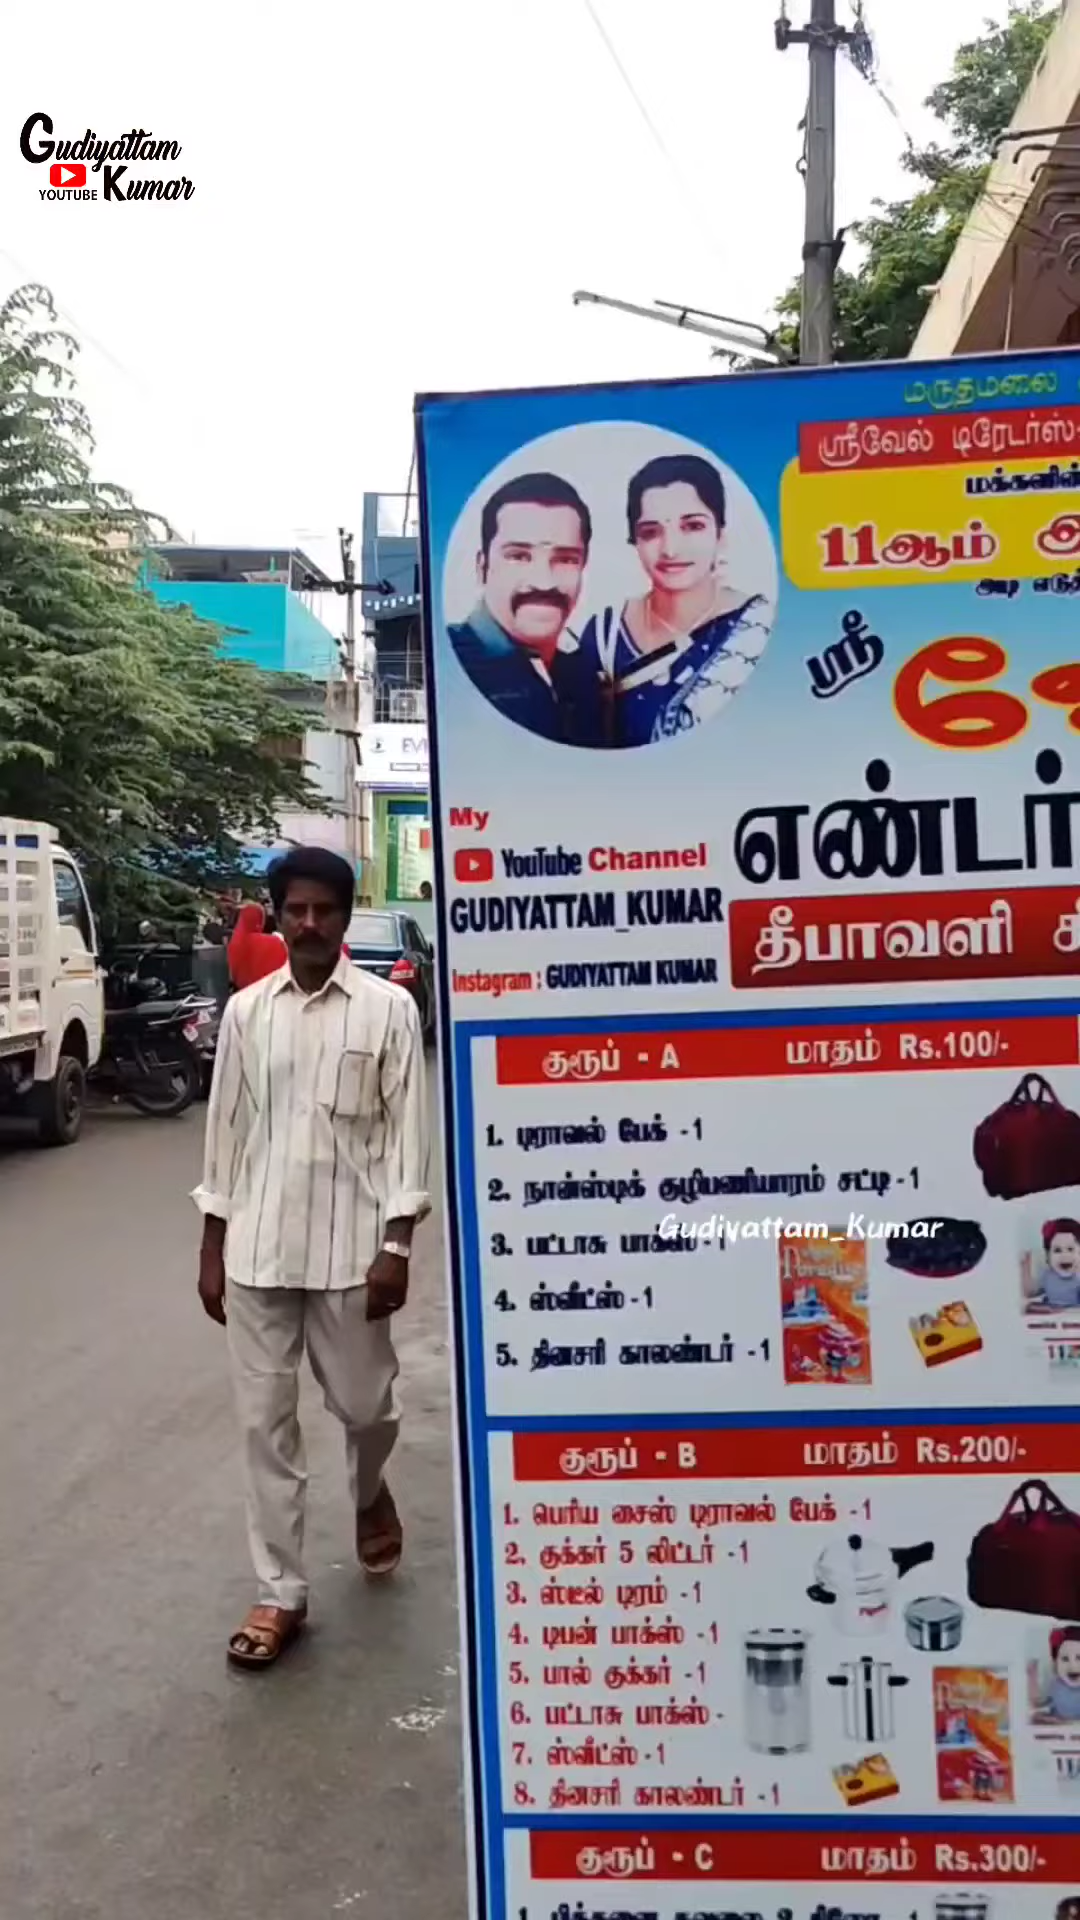 Gudiyattam
YOUTUBE Kumar
மருதமலை
ஸ்ரீவேல் டிரேடர்ஸ்
மக்களின்
11ஆம்
அடி
ஸ்ரீ
எண்டர்
தீபாவளி
My
YouTube Channel
GUDIYATTAM_KUMAR
Instagram : GUDIYATTAM KUMAR
குரூப் - A மாதம் Rs.100/-
1. டிராவல் பேக் - 1
2. நான்ஸ்டிக் குழிபணியாரம் சட்டி - 1
3. பட்டாசு பாக்ஸ் - 1
Gudiyattam_Kumar
4. ஸ்வீட்ஸ் - 1
5. தினசரி காலண்டர் - 1
குரூப் - B மாதம் Rs.200/-
1. பெரிய சைஸ் டிராவல் பேக் - 1
2. குக்கர் 5 லிட்டர் - 1
3. ஸ்டீல் டிரம் - 1
4. டிபன் பாக்ஸ் - 1
5. பால் குக்கர் - 1
6. பட்டாசு பாக்ஸ் -
7. ஸ்வீட்ஸ் - 1
8. தினசரி காலண்டர் - 1
குரூப் - C மாதம் Rs.300/-